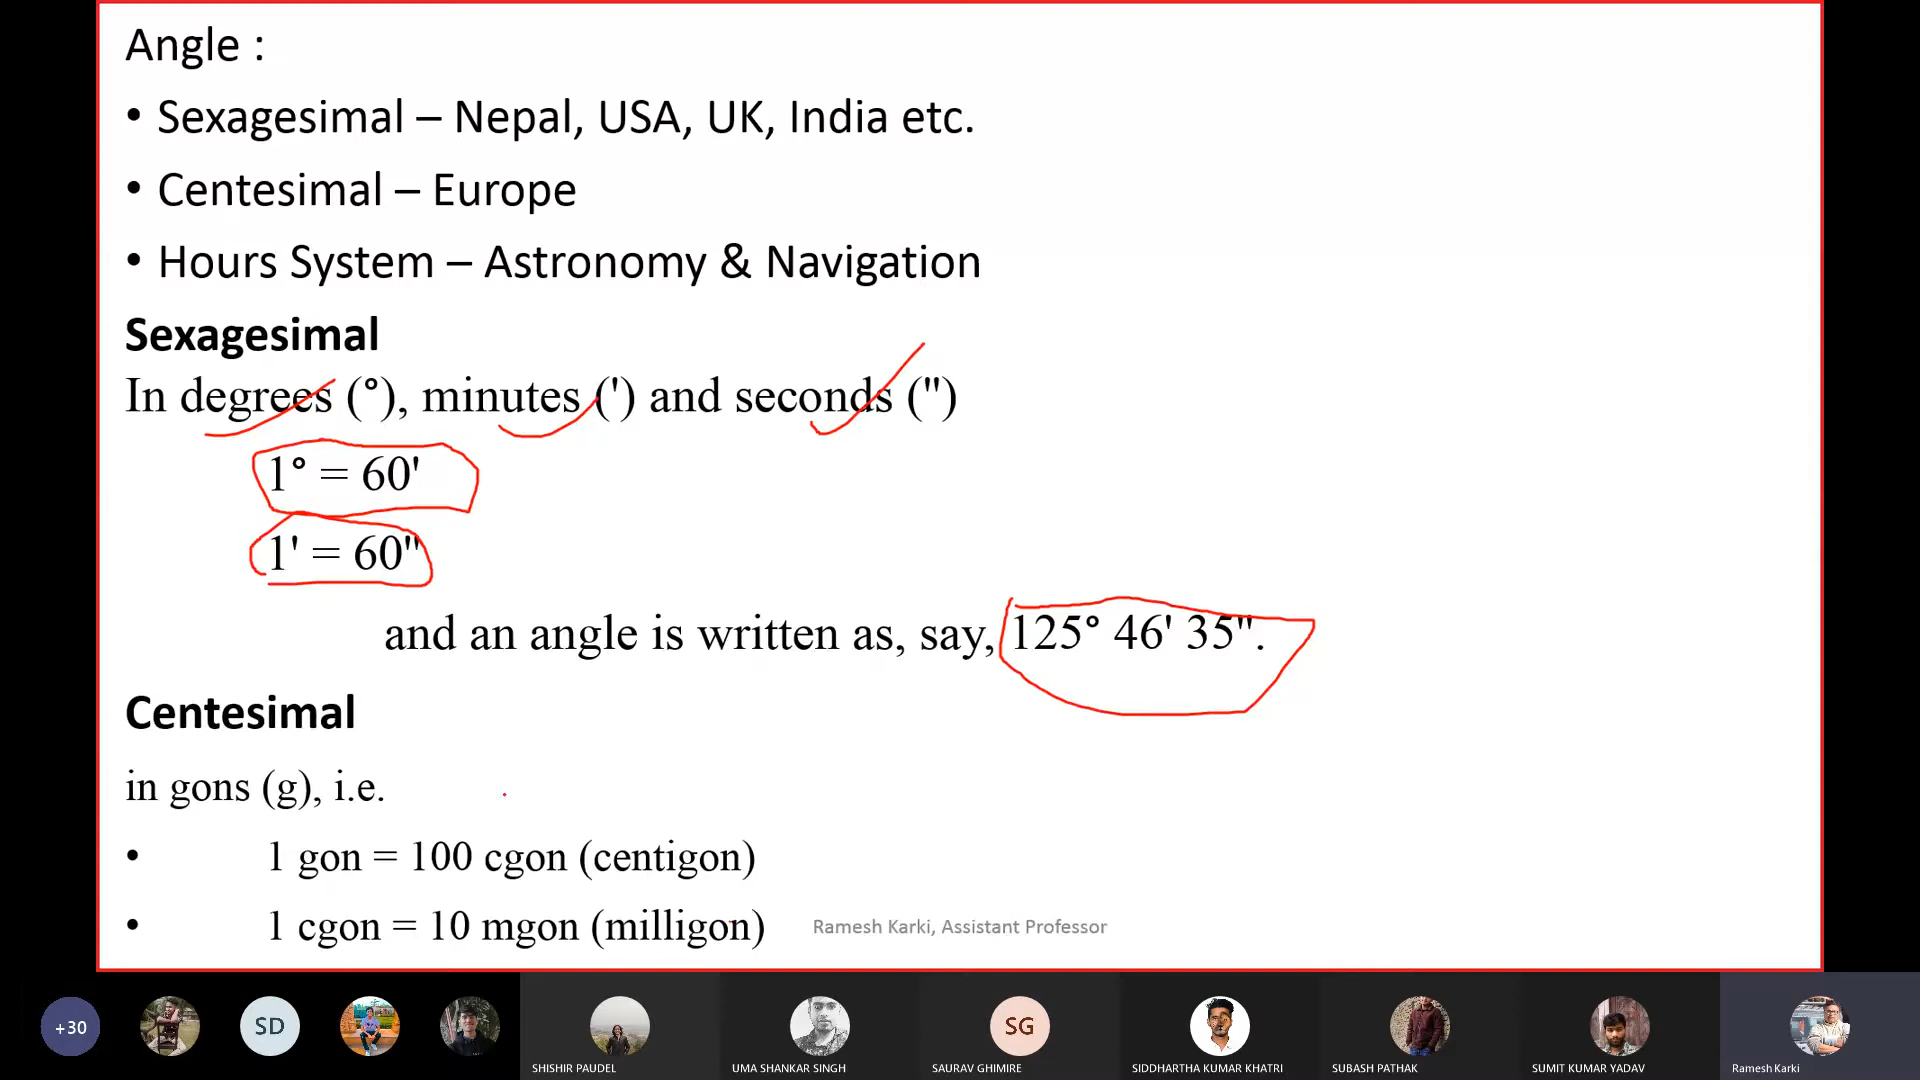 Angle :
• Sexagesimal – Nepal, USA, UK, India etc.
• Centesimal – Europe
• Hours System – Astronomy & Navigation
Sexagesimal
In degrees (°), minutes (') and seconds (")
1° = 60'
1' = 60"
and an angle is written as, say, 125° 46' 35".
Centesimal
in gons (g), i.e.
• 1 gon = 100 cgon (centigon)
• 1 cgon = 10 mgon (milligon)
Ramesh Karki, Assistant Professor
+30
SD
SG
SHISHIR PAUDEL
UMA SHANKAR SINGH
SAURAV GHIMIRE
SIDDHARTHA KUMAR KHATRI
SUBASH PATHAK
SUMIT KUMAR YADAV
Ramesh Karki